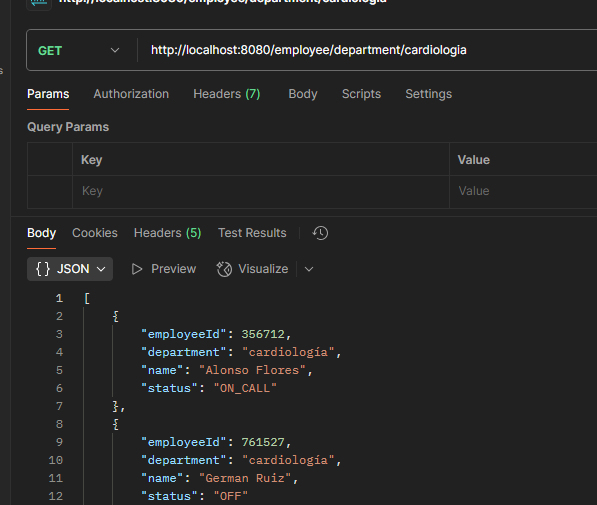 http://localhost:8080/employee/department/cardiologia
GET http://localhost:8080/employee/department/cardiologia
Params Authorization Headers (7) Body Scripts Settings
Query Params
Key Value
Key Value
Body Cookies Headers (5) Test Results
{} JSON Preview Visualize
1 [
2 {
3 "employeeId": 356712,
4 "department": "cardiología",
5 "name": "Alonso Flores",
6 "status": "ON_CALL"
7 },
8 {
9 "employeeId": 761527,
10 "department": "cardiología",
11 "name": "German Ruiz",
12 "status": "OFF"